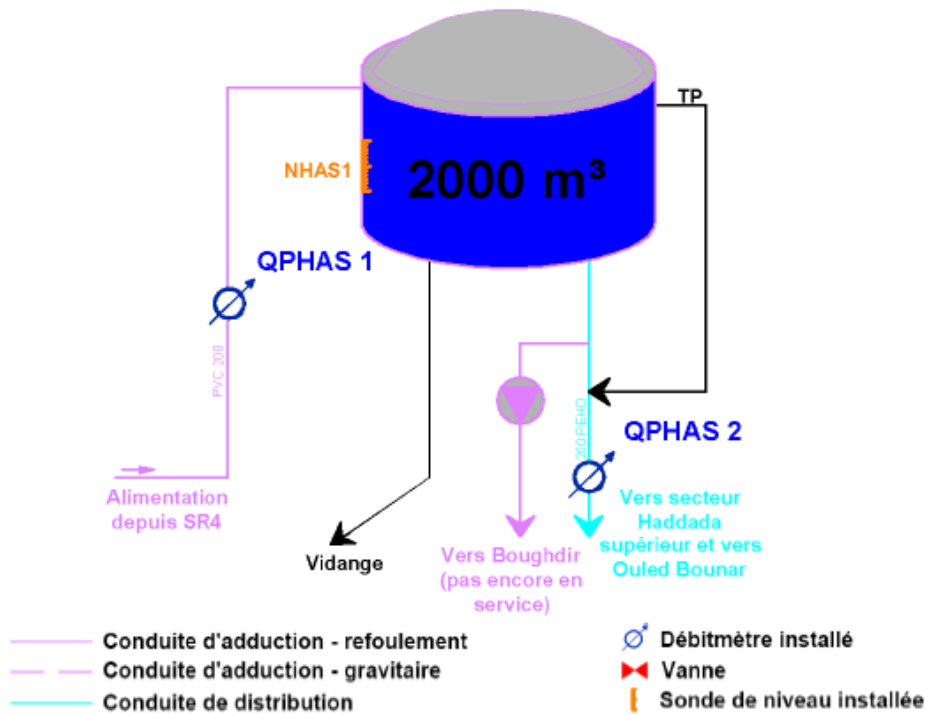 TP
NHAS1
2000 m³
QPHAS 1
PVC 200
200 PEHD
QPHAS 2
Alimentation
depuis SR4
Vidange
Vers Boughdir
(pas encore en
service)
Vers secteur
Haddada
supérieur et vers
Ouled Bounar
Conduite d'adduction - refoulement
Conduite d'adduction - gravitaire
Conduite de distribution
Débitmètre installé
Vanne
Sonde de niveau installée